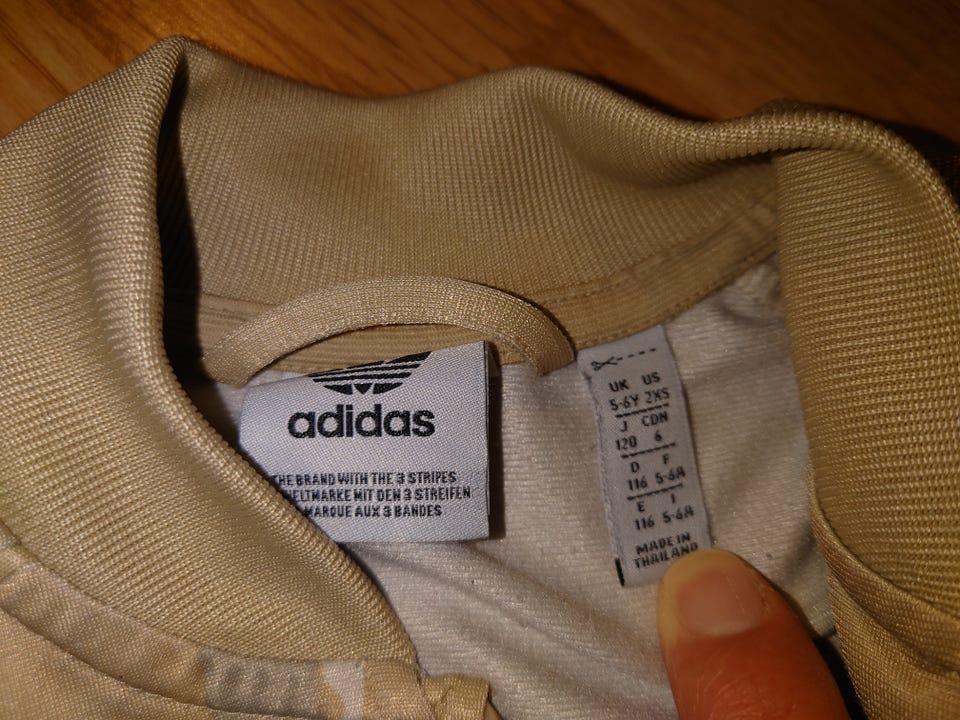 adidas
THE BRAND WITH THE 3 STRIPES
WELTMARKE MIT DEN 3 STREIFEN
MARQUE AUX 3 BANDES
UK US
5-6Y 2XS
J CDN
120 6
D F
116 5-6A
E I
116 5-6A
MADE IN
THAILAND